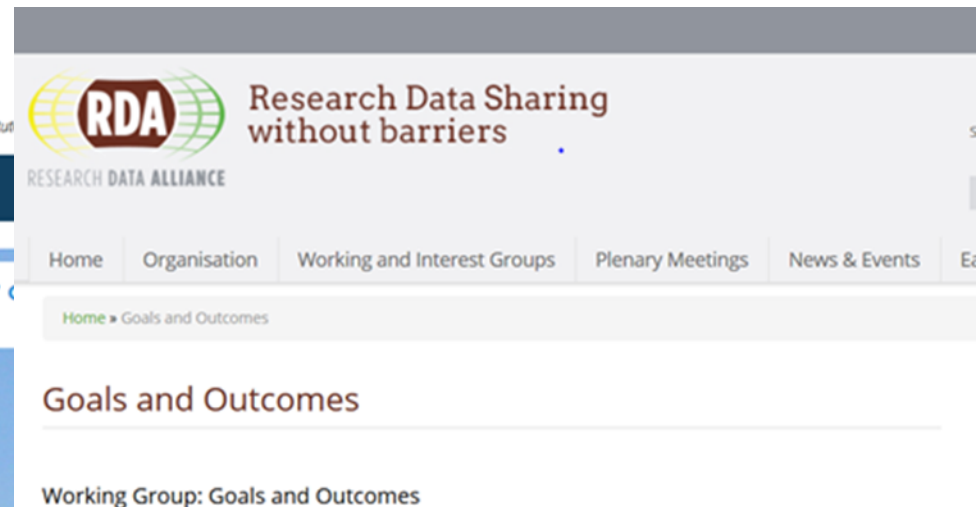 Research Data Sharing
without barriers
RDA
RESEARCH DATA ALLIANCE
Home Organisation Working and Interest Groups Plenary Meetings News & Events
Home » Goals and Outcomes
Goals and Outcomes
Working Group: Goals and Outcomes